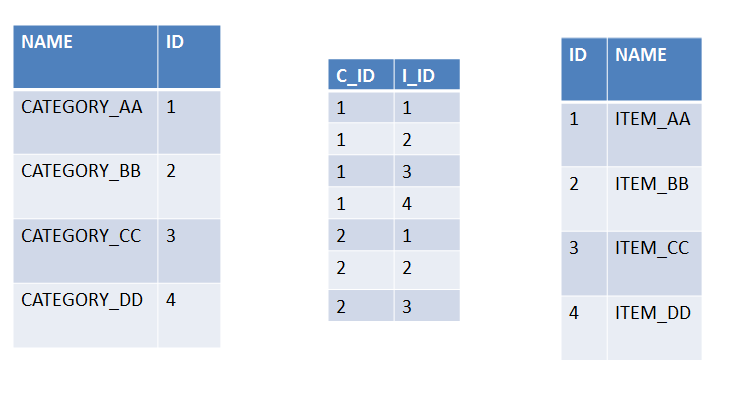 NAME ID
CATEGORY_AA 1
CATEGORY_BB 2
CATEGORY_CC 3
CATEGORY_DD 4
C_ID I_ID
1 1
1 2
1 3
1 4
2 1
2 2
2 3
ID NAME
1 ITEM_AA
2 ITEM_BB
3 ITEM_CC
4 ITEM_DD